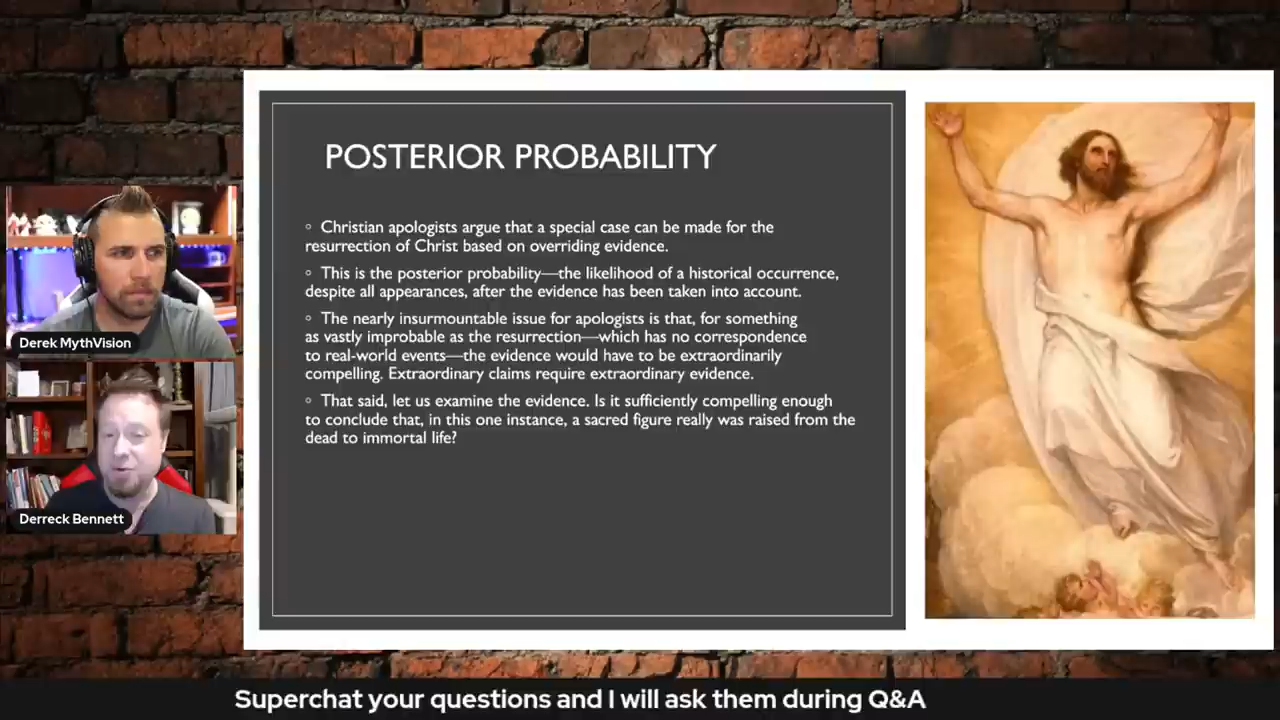 POSTERIOR PROBABILITY
◦ Christian apologists argue that a special case can be made for the
resurrection of Christ based on overriding evidence.
◦ This is the posterior probability—the likelihood of a historical occurrence,
despite all appearances, after the evidence has been taken into account.
◦ The nearly insurmountable issue for apologists is that, for something
as vastly improbable as the resurrection—which has no correspondence
to real-world events—the evidence would have to be extraordinarily
compelling. Extraordinary claims require extraordinary evidence.
◦ That said, let us examine the evidence. Is it sufficiently compelling enough
to conclude that, in this one instance, a sacred figure really was raised from the
dead to immortal life?
Derek MythVision
Derreck Bennett
Superchat your questions and I will ask them during Q&A